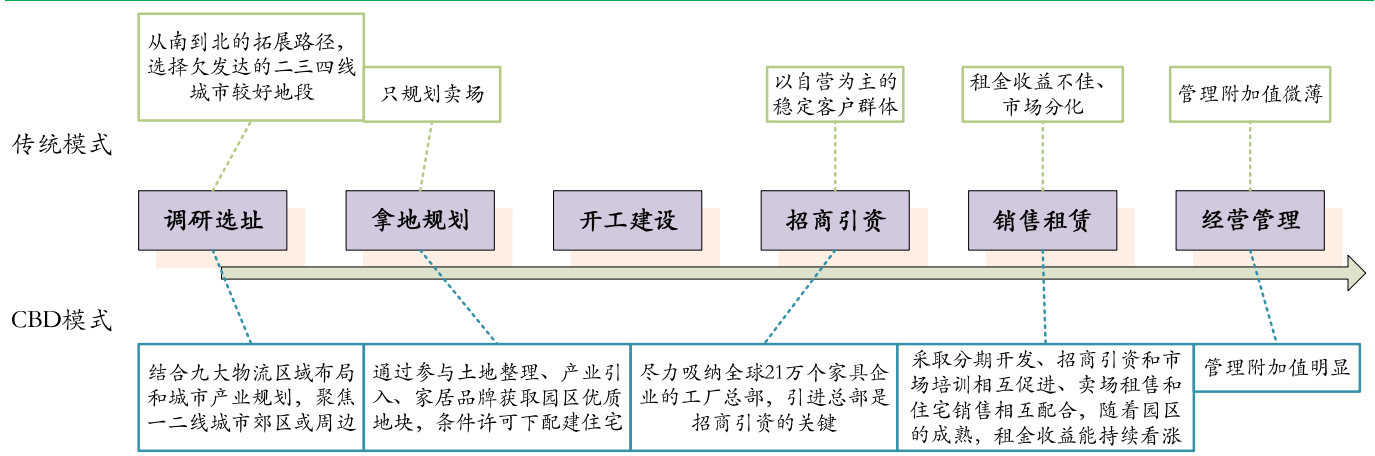 从南到北的拓展路径，
选择欠发达的二三四线
城市较好地段
只规划卖场
以自营为主的
稳定客户群体
租金收益不佳、
市场分化
管理附加值微薄
传统模式
调研选址
拿地规划
开工建设
招商引资
销售租赁
经营管理
CBD模式
结合九大物流区域布局
和城市产业规划，聚焦
一二线城市郊区或周边
通过参与土地整理、产业引
入、家居品牌获取园区优质
地块，条件许可下配建住宅
尽力吸纳全球21万个家具企
业的工厂总部，引进总部是
招商引资的关键
采取分期开发、招商引资和市
场培训相互促进、卖场租售和
住宅销售相互配合，随着园区
的成熟，租金收益能持续看涨
管理附加值明显